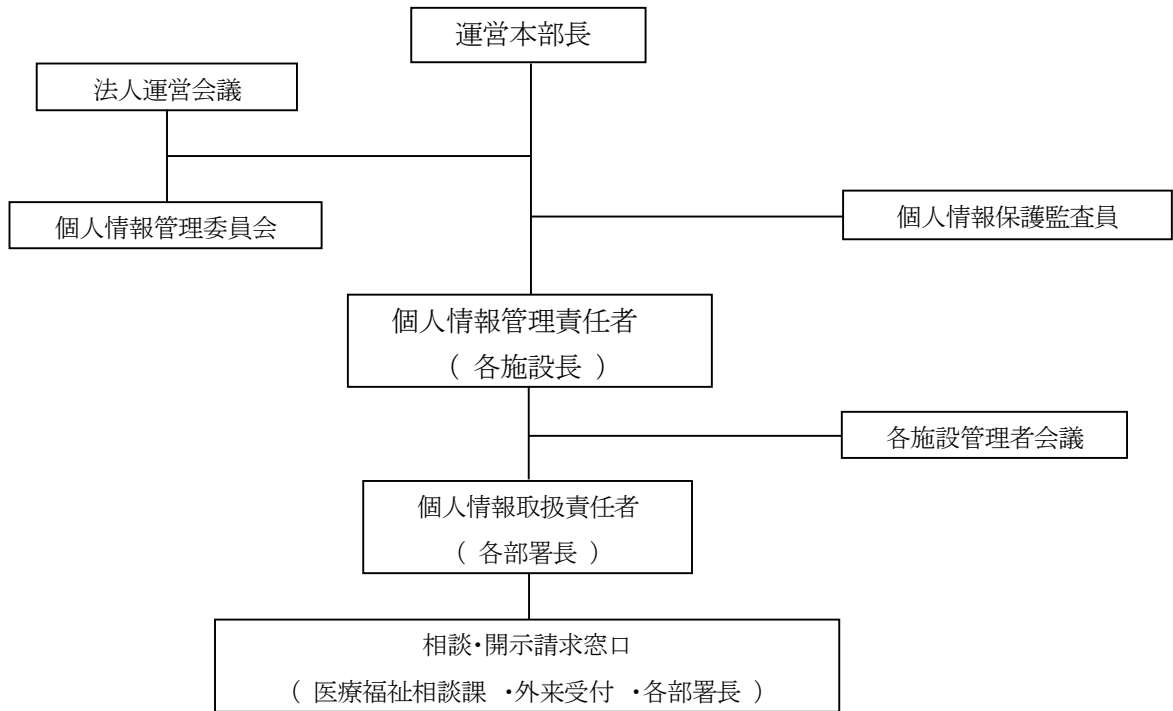 運営本部長
法人運営会議
個人情報管理委員会
個人情報保護監査員
個人情報管理責任者
（ 各施設長 ）
各施設管理者会議
個人情報取扱責任者
（ 各部署長 ）
相談・開示請求窓口
（ 医療福祉相談課 ・外来受付 ・各部署長 ）